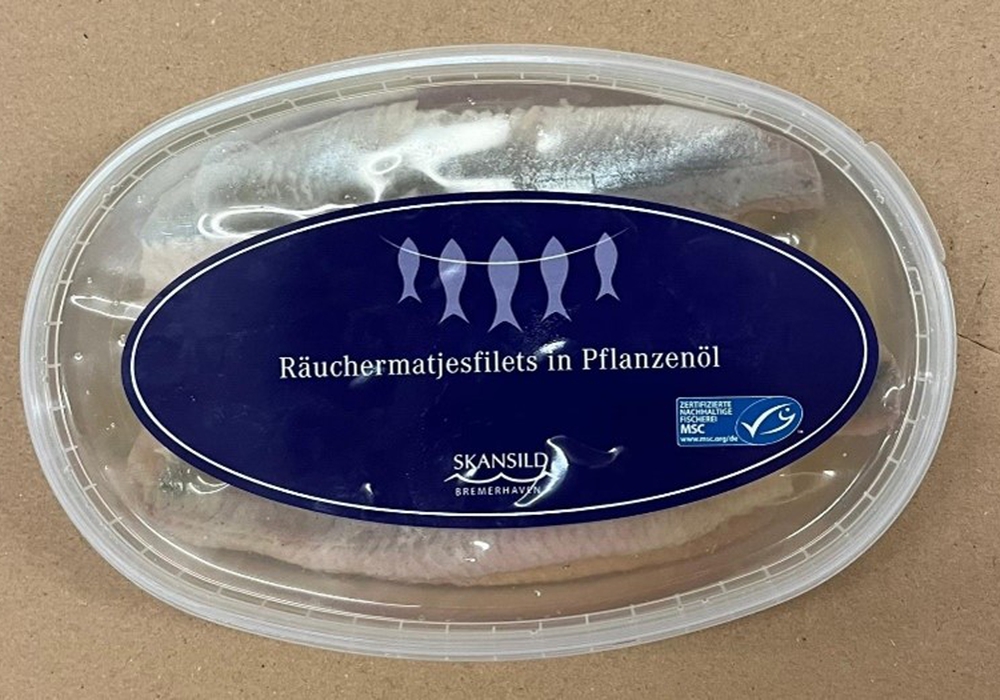 Räuchermatjesfilets in Pflanzenöl
ZERTIFIZIERTE
NACHHALTIGE
FISCHEREI
MSC
www.msc.org/de
SKANSILD
BREMERHAVEN